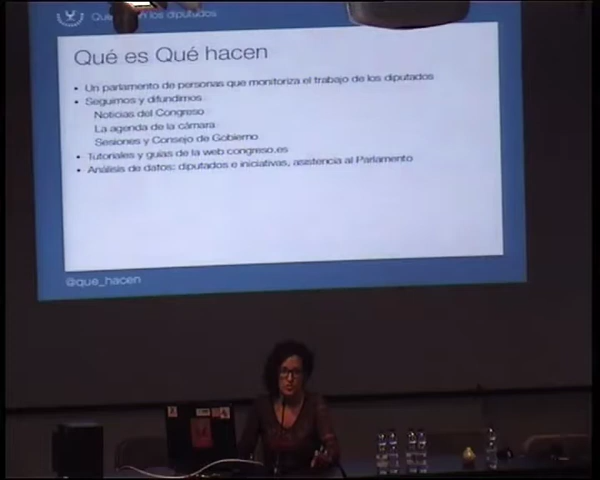 los diputados
Qué es Qué hacen
• Un parlamento de personas que monitoriza el trabajo de los diputados
• Seguimos y difundimos
Noticias del Congreso
La agenda de la cámara
Sesiones y Consejo de Gobierno
• Tutoriales y guías de la web congreso.es
• Análisis de datos: diputados e iniciativas, asistencia al Parlamento
@que_hacen